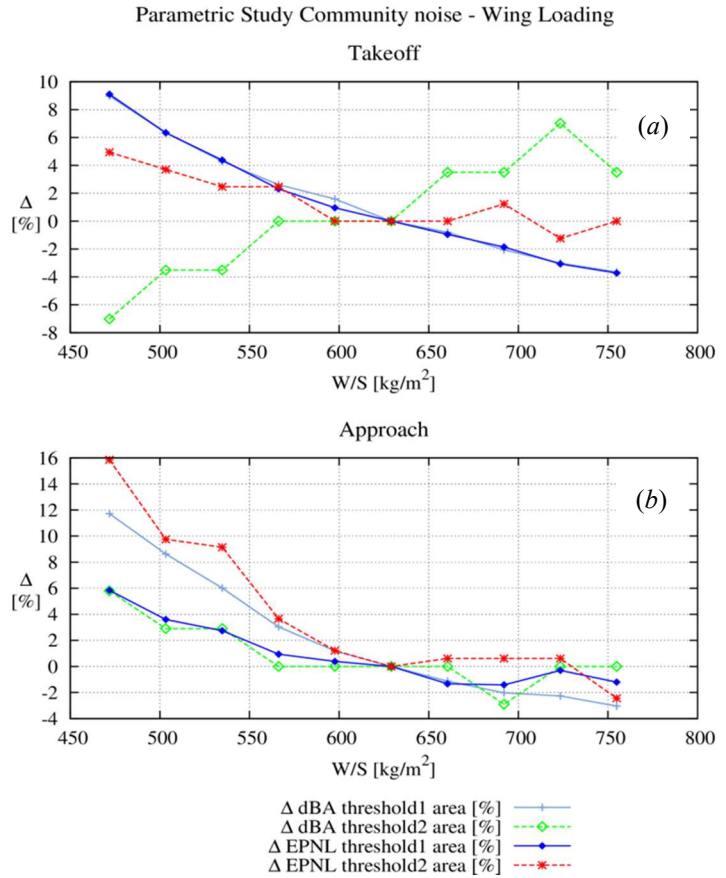 Parametric Study Community noise - Wing Loading
Takeoff
10
8
6
4
2
0
-2
-4
-6
-8
Δ
[%]
(a)
450 500 550 600 650 700 750 800
W/S [kg/m²]
Approach
16
14
12
10
8
6
4
2
0
-2
-4
Δ
[%]
(b)
450 500 550 600 650 700 750 800
W/S [kg/m²]
Δ dBA threshold1 area [%]
Δ dBA threshold2 area [%]
Δ EPNL threshold1 area [%]
Δ EPNL threshold2 area [%]